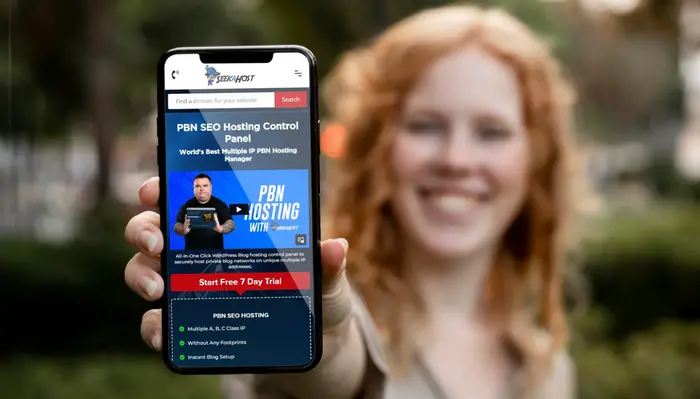 SEEKAHOST
Find a domain for your website
Search
PBN SEO Hosting Control
Panel
World's Best Multiple IP PBN Hosting
Manager
PBN
HOSTING
WITH SEEKAHOST
All-in-One Click WordPress Blog hosting control panel to
securely host private blog networks on unique multiple IP
addresses.
Start Free 7 Day Trial
PBN SEO HOSTING
Multiple A, B, C Class IP
Without Any Footprints
Instant Blog Setup